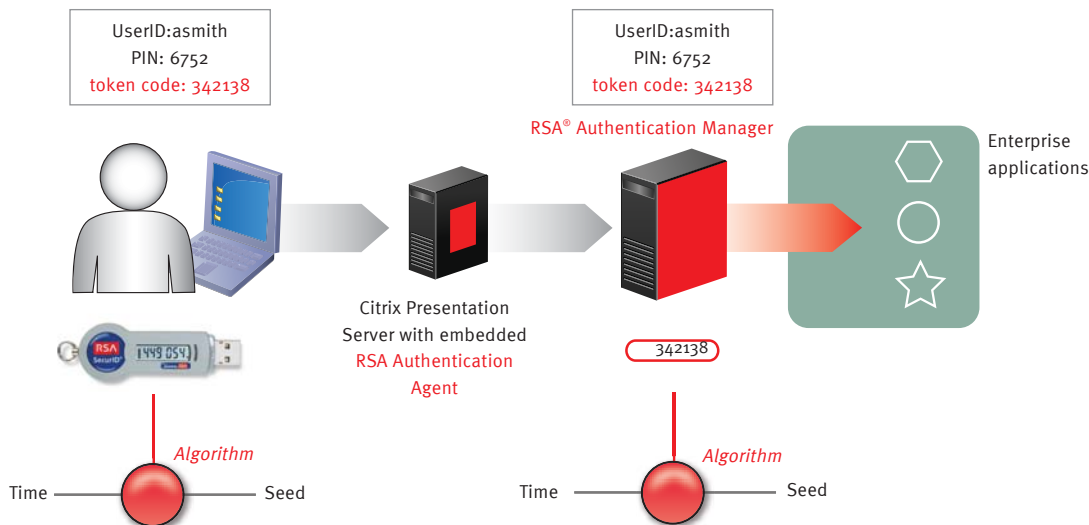 UserID:asmith
PIN: 6752
token code: 342138
UserID:asmith
PIN: 6752
token code: 342138
RSA® Authentication Manager
Enterprise
applications
Citrix Presentation
Server with embedded
RSA Authentication
Agent
342138
RSA
SecurID®
449 054
Algorithm
Time
Seed
Algorithm
Time
Seed